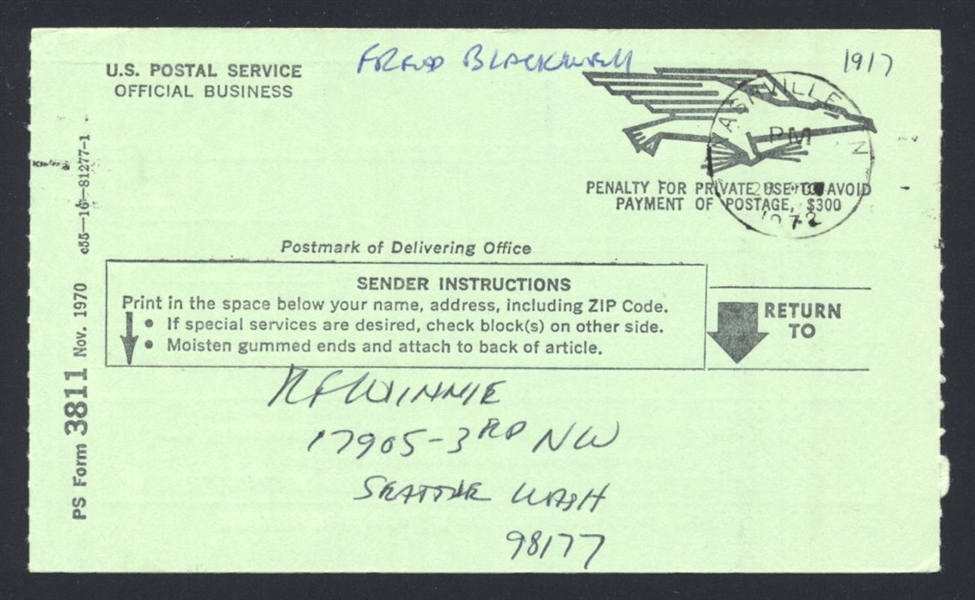 FRED BLACKWELL
1917
U.S. POSTAL SERVICE
OFFICIAL BUSINESS
PM
1972
PENALTY FOR PRIVATE USE TO AVOID
PAYMENT OF POSTAGE, $300
Postmark of Delivering Office
SENDER INSTRUCTIONS
Print in the space below your name, address, including ZIP Code.
• If special services are desired, check block(s) on other side.
• Moisten gummed ends and attach to back of article.
RETURN
TO
RF WINNIE
17905-3RD NW
SEATTLE WASH
98177
PS Form 3811 Nov. 1970 c55—16—81277-1